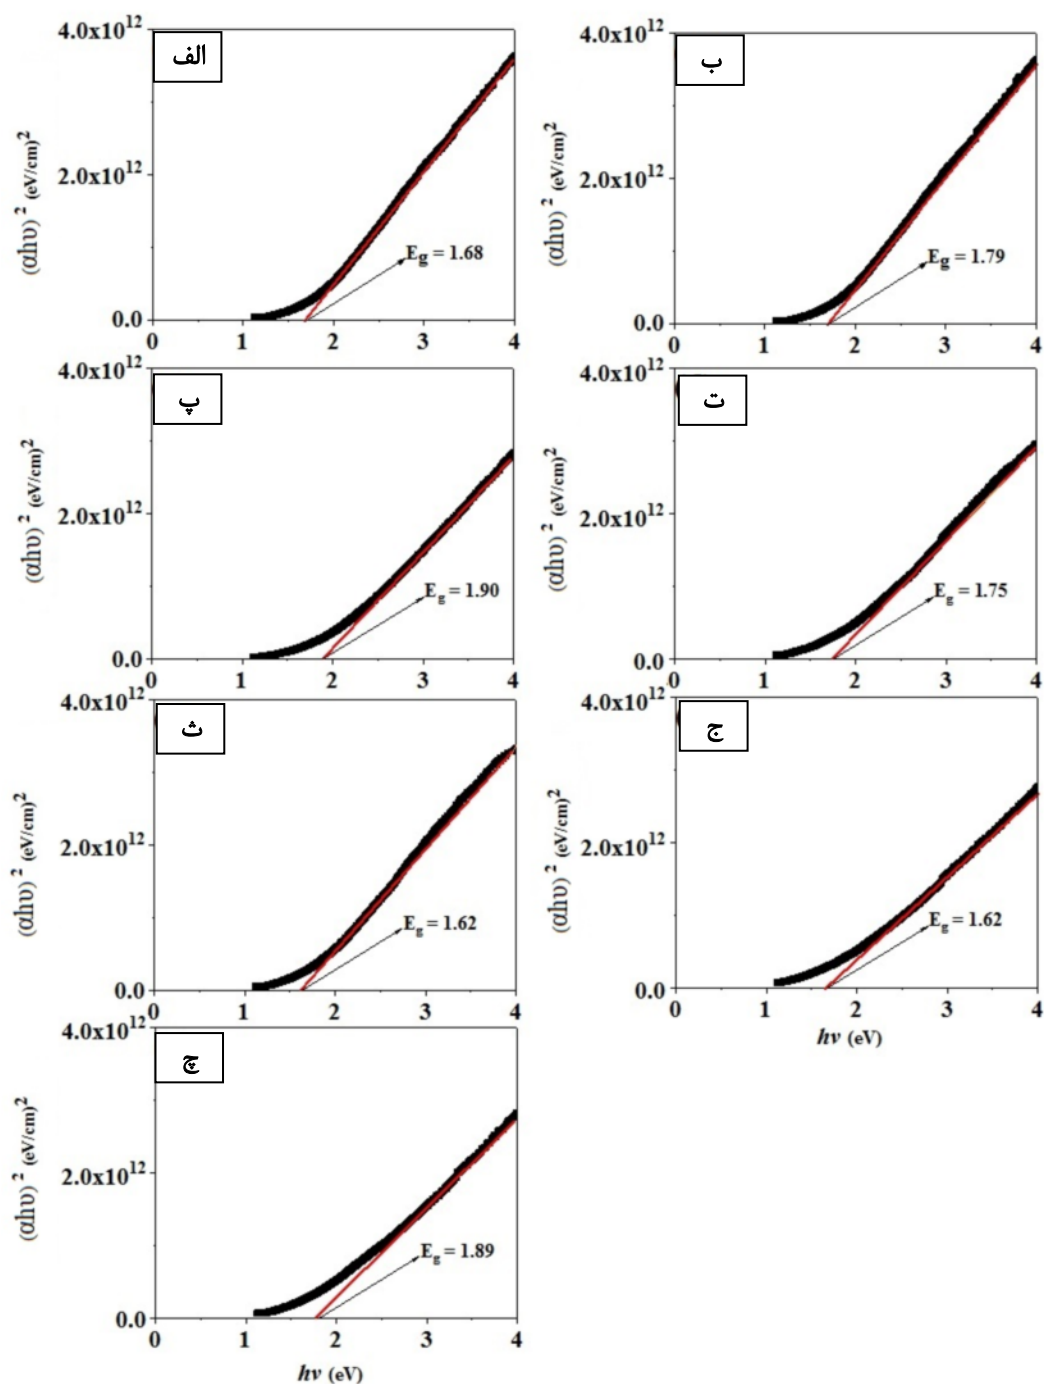 الف
4.0x10¹²
2.0x10¹²
0.0
0 1 2 3 4
(αhυ) ² (eV/cm)²
Eg = 1.68
ب
4.0x10¹²
2.0x10¹²
0.0
0 1 2 3 4
(αhυ) ² (eV/cm)²
Eg = 1.79
پ
4.0x10¹²
2.0x10¹²
0.0
0 1 2 3 4
(αhυ) ² (eV/cm)²
Eg = 1.90
ت
4.0x10¹²
2.0x10¹²
0.0
0 1 2 3 4
(αhυ) ² (eV/cm)²
Eg = 1.75
ث
4.0x10¹²
2.0x10¹²
0.0
0 1 2 3 4
(αhυ) ² (eV/cm)²
Eg = 1.62
ج
4.0x10¹²
2.0x10¹²
0.0
0 1 2 3 4
(αhυ) ² (eV/cm)²
Eg = 1.62
hν (eV)
چ
4.0x10¹²
2.0x10¹²
0.0
0 1 2 3 4
(αhυ) ² (eV/cm)²
Eg = 1.89
hν (eV)